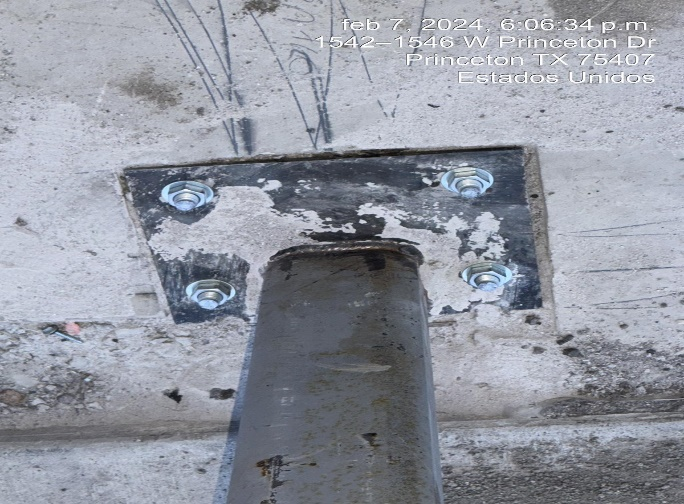 feb 7, 2024, 6:06:34 p.m.
1542–1546 W Princeton Dr
Princeton TX 75407
Estados Unidos